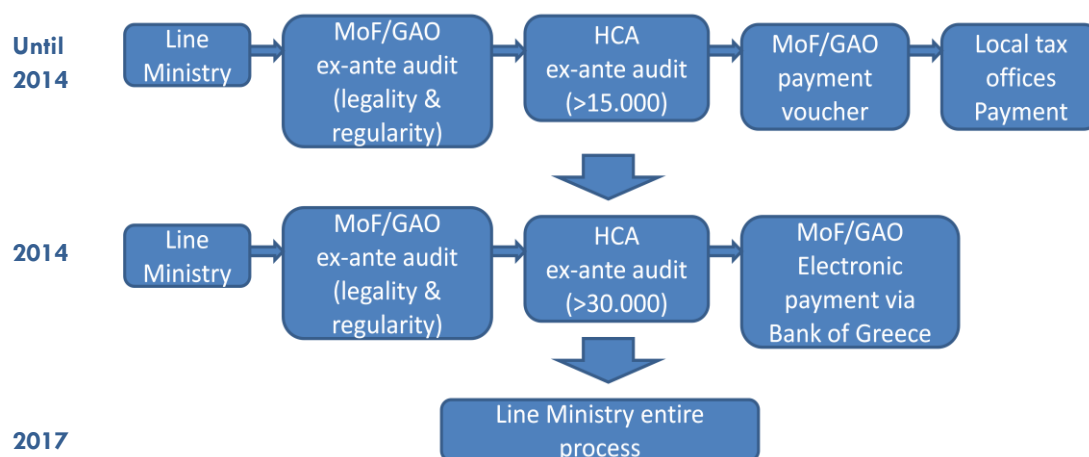 Until
2014
Line
Ministry
MoF/GAO
ex-ante audit
(legality &
regularity)
HCA
ex-ante audit
(>15.000)
MoF/GAO
payment
voucher
Local tax
offices
Payment
2014
Line
Ministry
MoF/GAO
ex-ante audit
(legality &
regularity)
HCA
ex-ante audit
(>30.000)
MoF/GAO
Electronic
payment via
Bank of Greece
2017
Line Ministry entire
process